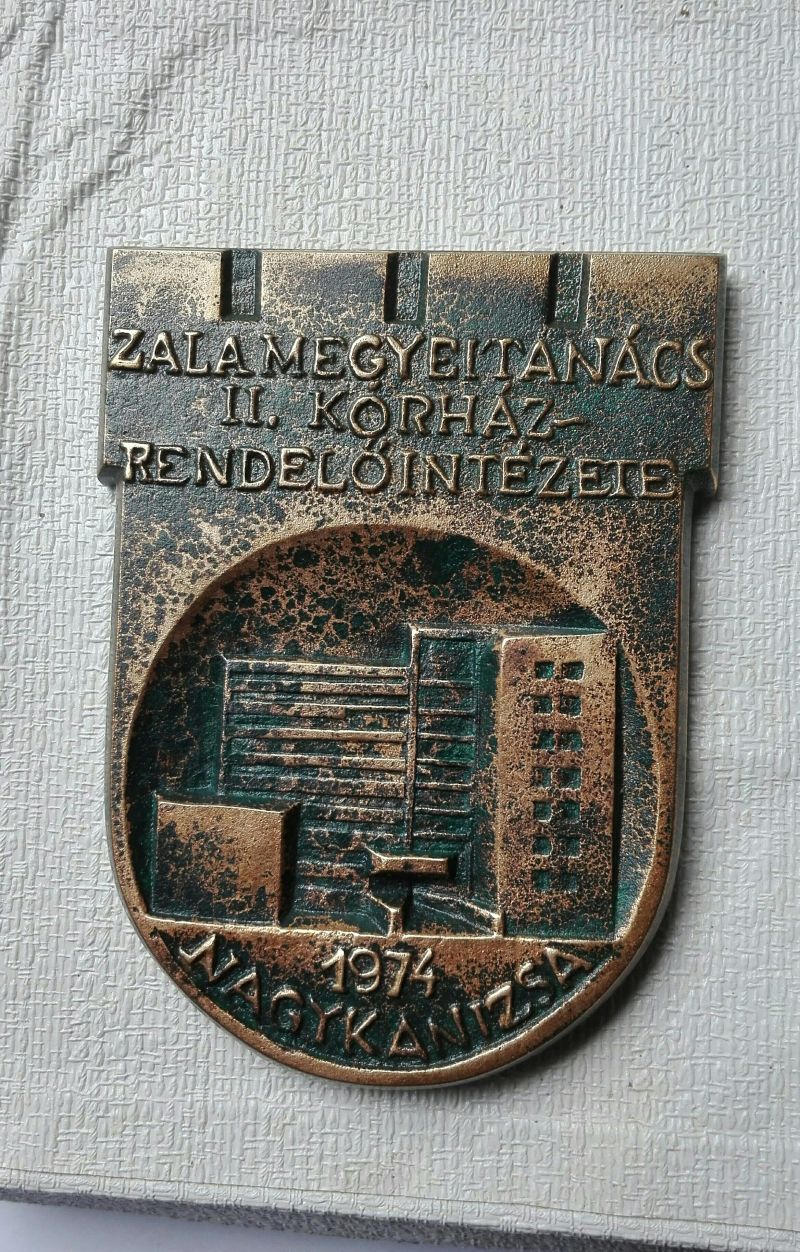 ZALA MEGYEI TANÁCS
II. KÓRHÁZ-
RENDELŐINTÉZETE
1974
NAGYKANIZSA